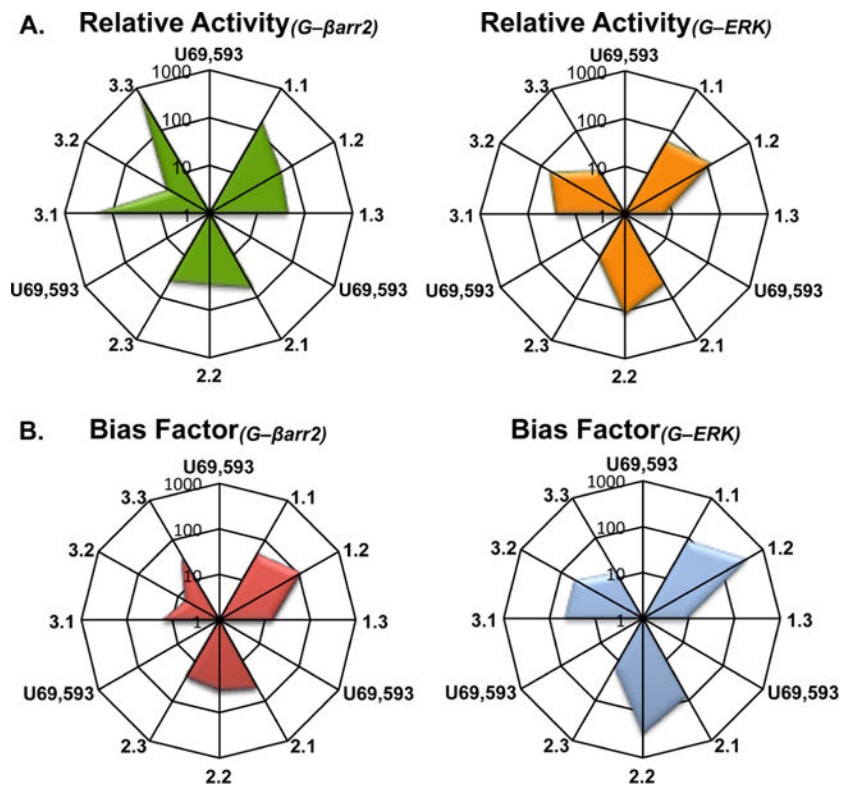 A.
Relative Activity(G–βarr2)
U69,593
1000
100
10
1
1.1
1.2
1.3
U69,593
2.1
2.2
2.3
U69,593
3.1
3.2
3.3
Relative Activity(G–ERK)
U69,593
1000
100
10
1
1.1
1.2
1.3
U69,593
2.1
2.2
2.3
U69,593
3.1
3.2
3.3
B.
Bias Factor(G–βarr2)
U69,593
1000
100
10
1
1.1
1.2
1.3
U69,593
2.1
2.2
2.3
U69,593
3.1
3.2
3.3
Bias Factor(G–ERK)
U69,593
1000
100
10
1
1.1
1.2
1.3
U69,593
2.1
2.2
2.3
U69,593
3.1
3.2
3.3